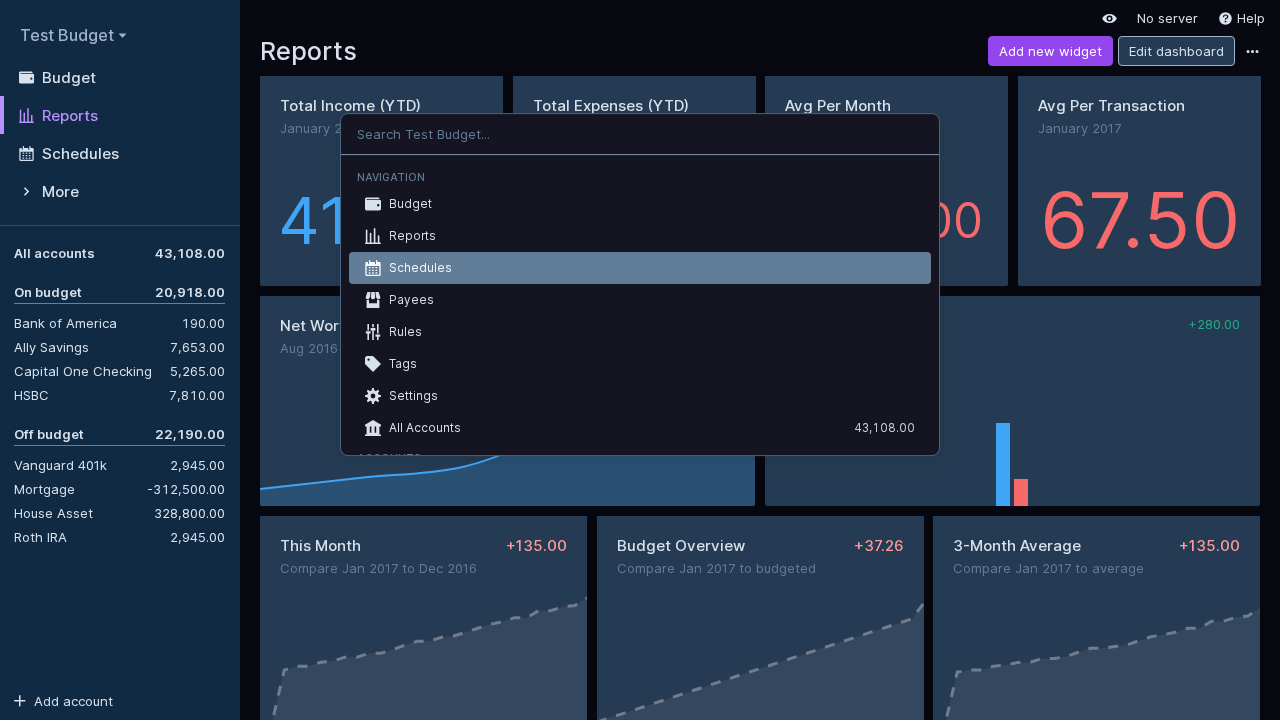 Test Budget
Budget
Reports
Schedules
More
All accounts 43,108.00
On budget 20,918.00
Bank of America 190.00
Ally Savings 7,653.00
Capital One Checking 5,265.00
HSBC 7,810.00
Off budget 22,190.00
Vanguard 401k 2,945.00
Mortgage -312,500.00
House Asset 328,800.00
Roth IRA 2,945.00
Add account
No server
Help
Reports
Add new widget
Edit dashboard
Total Income (YTD)
Total Expenses (YTD)
Avg Per Month
Avg Per Transaction
January 2017
67.50
Search Test Budget...
NAVIGATION
Budget
Reports
Schedules
Payees
Rules
Tags
Settings
All Accounts 43,108.00
Aug 2016
+280.00
This Month +135.00
Compare Jan 2017 to Dec 2016
Budget Overview +37.26
Compare Jan 2017 to budgeted
3-Month Average +135.00
Compare Jan 2017 to average